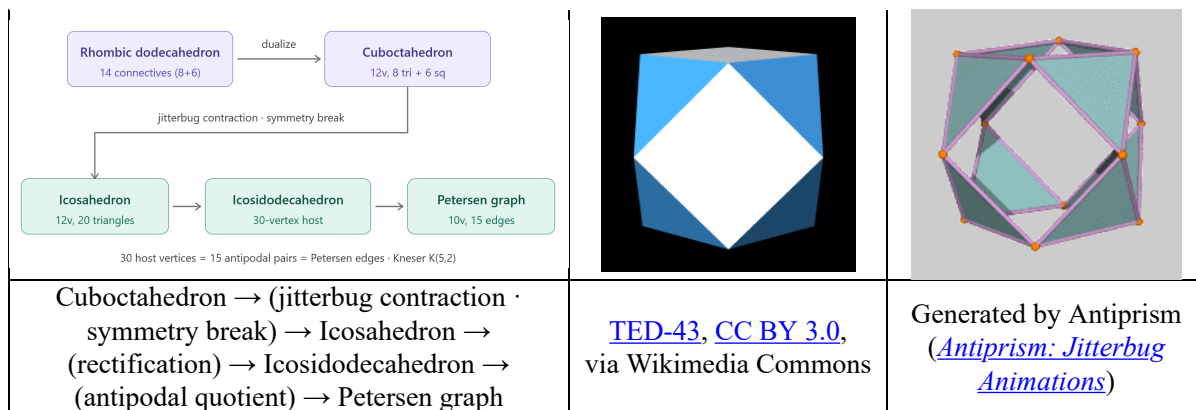 Rhombic dodecahedron
14 connectives (8+6)
dualize
Cuboctahedron
12v, 8 tri + 6 sq
jitterbug contraction · symmetry break
Icosahedron
12v, 20 triangles
Icosidodecahedron
30-vertex host
Petersen graph
10v, 15 edges
30 host vertices = 15 antipodal pairs = Petersen edges · Kneser K(5,2)
Cuboctahedron → (jitterbug contraction ·
symmetry break) → Icosahedron →
(rectification) → Icosidodecahedron →
(antipodal quotient) → Petersen graph
TED-43, CC BY 3.0,
via Wikimedia Commons
Generated by Antiprism
(Antiprism: Jitterbug
Animations)